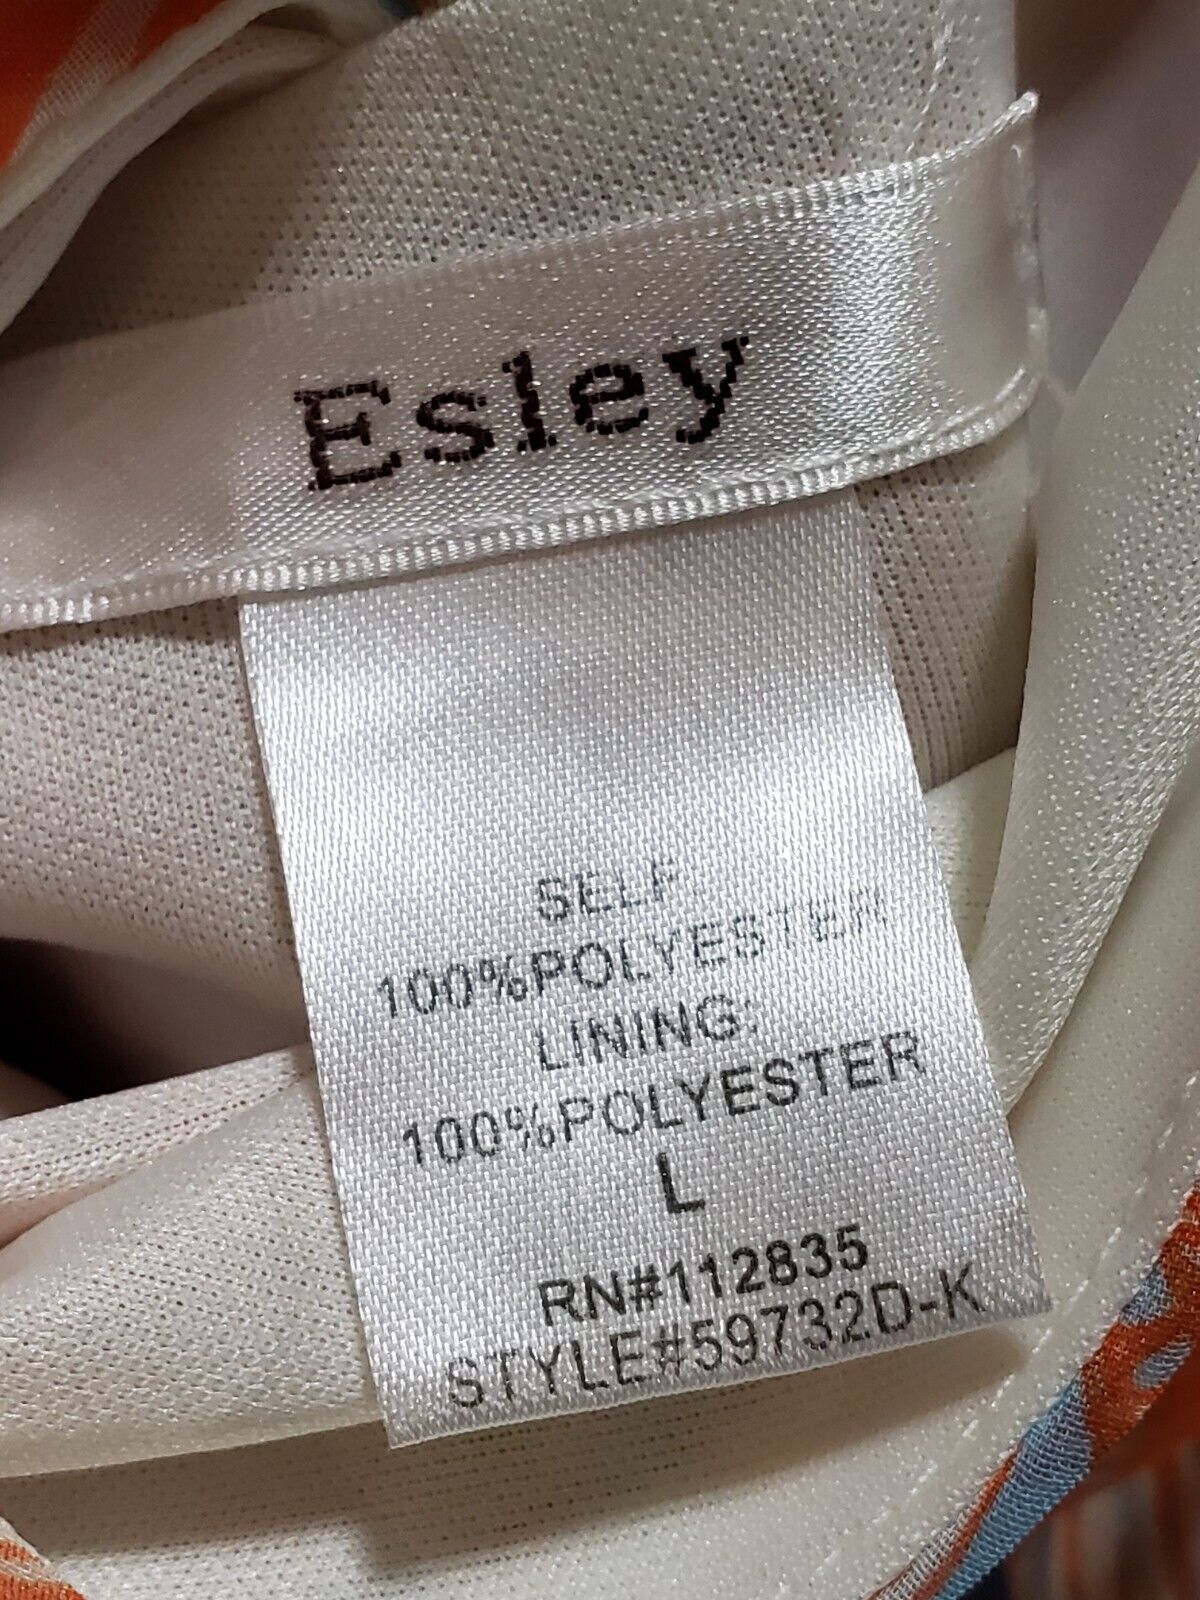 Esley
SELF
100%POLYESTER
LINING:
100%POLYESTER
L
RN#112835
STYLE#59732D-K